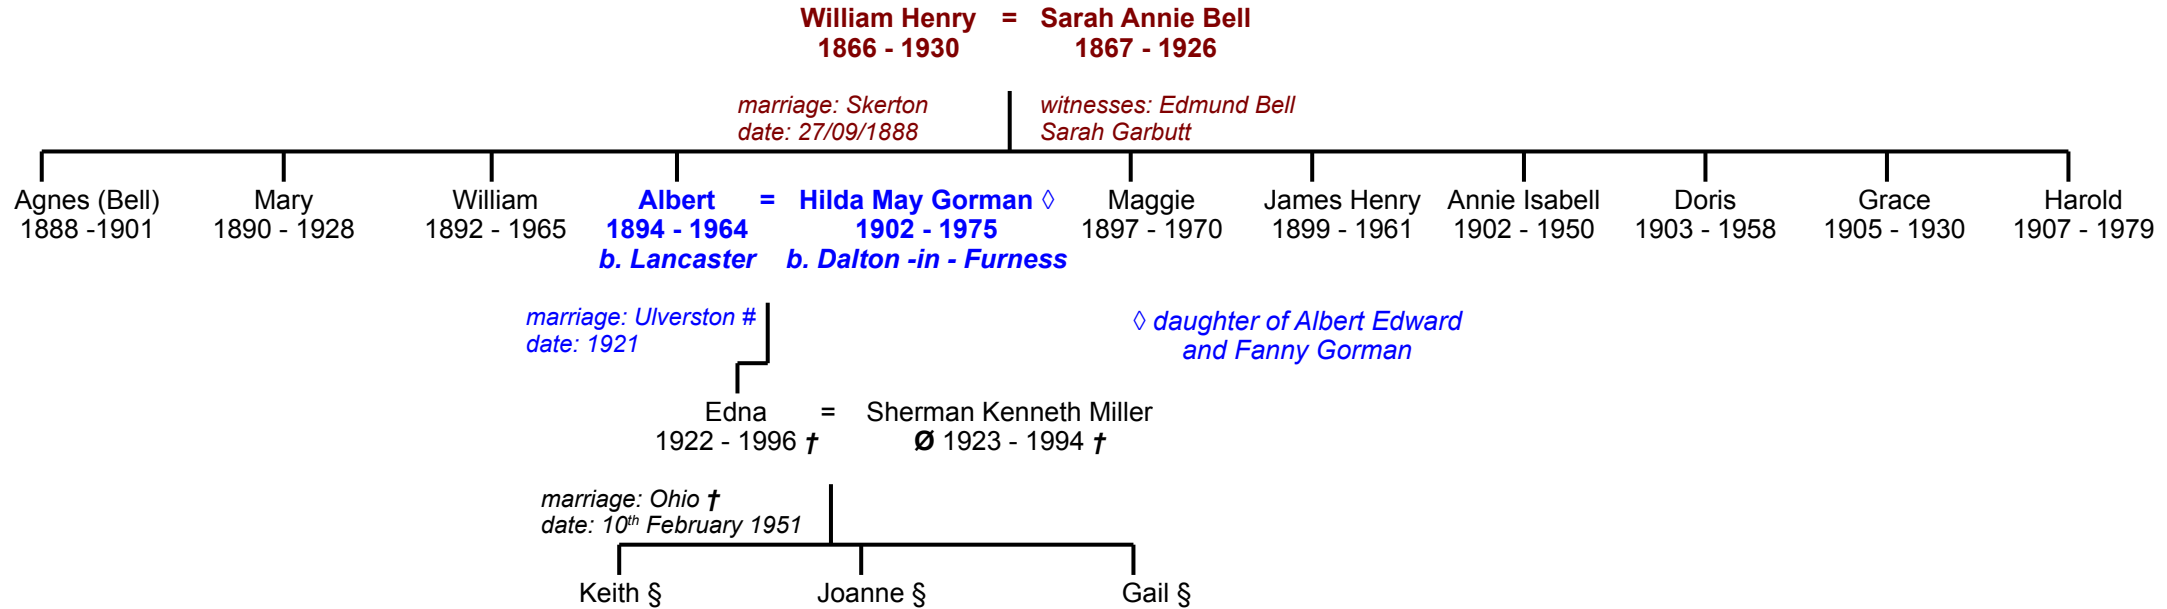 William Henry = Sarah Annie Bell
1866 - 1930 1867 - 1926
marriage: Skerton witnesses: Edmund Bell
date: 27/09/1888 Sarah Garbutt
Agnes (Bell) Mary William Albert = Hilda May Gorman ◊ Maggie James Henry Annie Isabell Doris Grace Harold
1888 -1901 1890 - 1928 1892 - 1965 1894 - 1964 1902 - 1975 1897 - 1970 1899 - 1961 1902 - 1950 1903 - 1958 1905 - 1930 1907 - 1979
b. Lancaster b. Dalton -in - Furness
marriage: Ulverston # ◊ daughter of Albert Edward
date: 1921 and Fanny Gorman
Edna = Sherman Kenneth Miller
1922 - 1996 † Ø 1923 - 1994 †
marriage: Ohio †
date: 10th February 1951
Keith § Joanne § Gail §